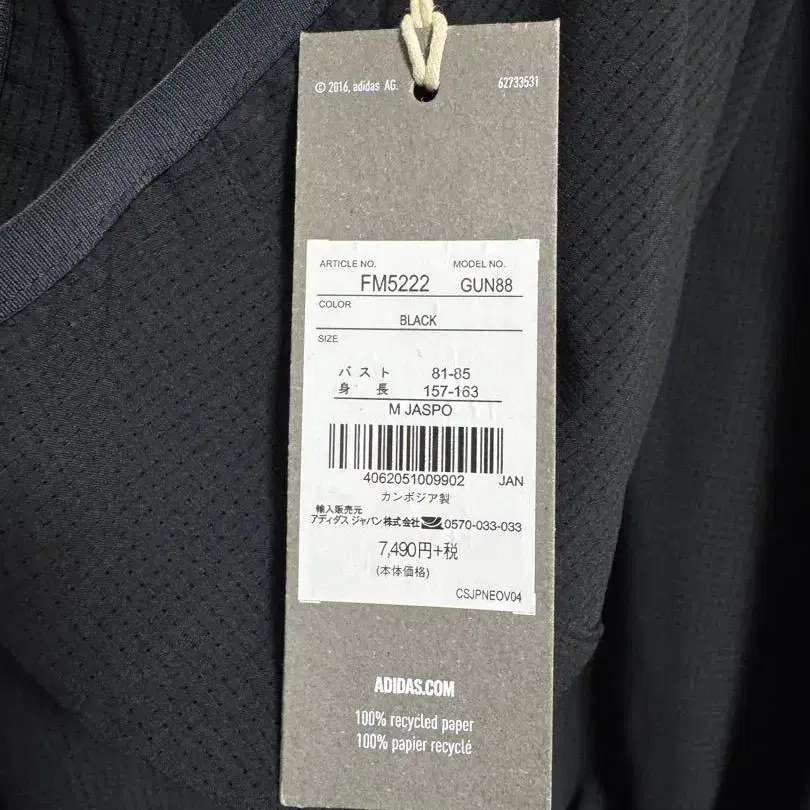 © 2016, adidas AG. 62733531
ARTICLE NO. MODEL NO.
FM5222 GUN88
COLOR
BLACK
SIZE
バスト 81-85
身長 157-163
M JASPO
4062051009902 JAN
カンボジア製
輸入販売元
アディダス ジャパン株式会社 0570-033-033
7,490円+税
(本体価格)
CSJPNEOV04
ADIDAS.COM
100% recycled paper
100% papier recyclé